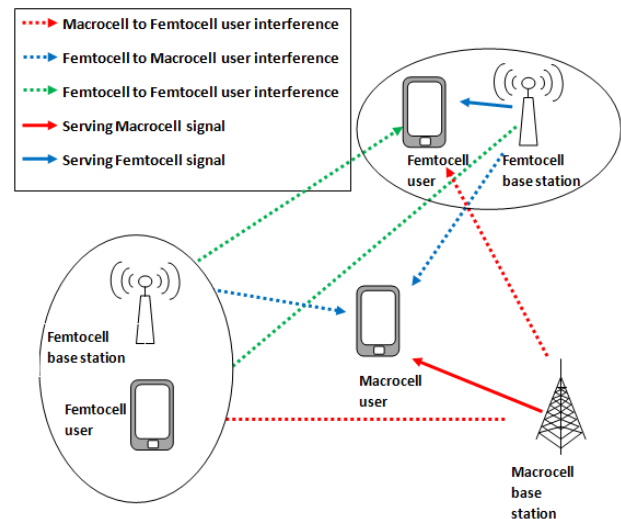 Macrocell to Femtocell user interference
Femtocell to Macrocell user interference
Femtocell to Femtocell user interference
Serving Macrocell signal
Serving Femtocell signal
Femtocell
user
Femtocell
base station
Femtocell
base station
Femtocell
user
Macrocell
user
Macrocell
base
station